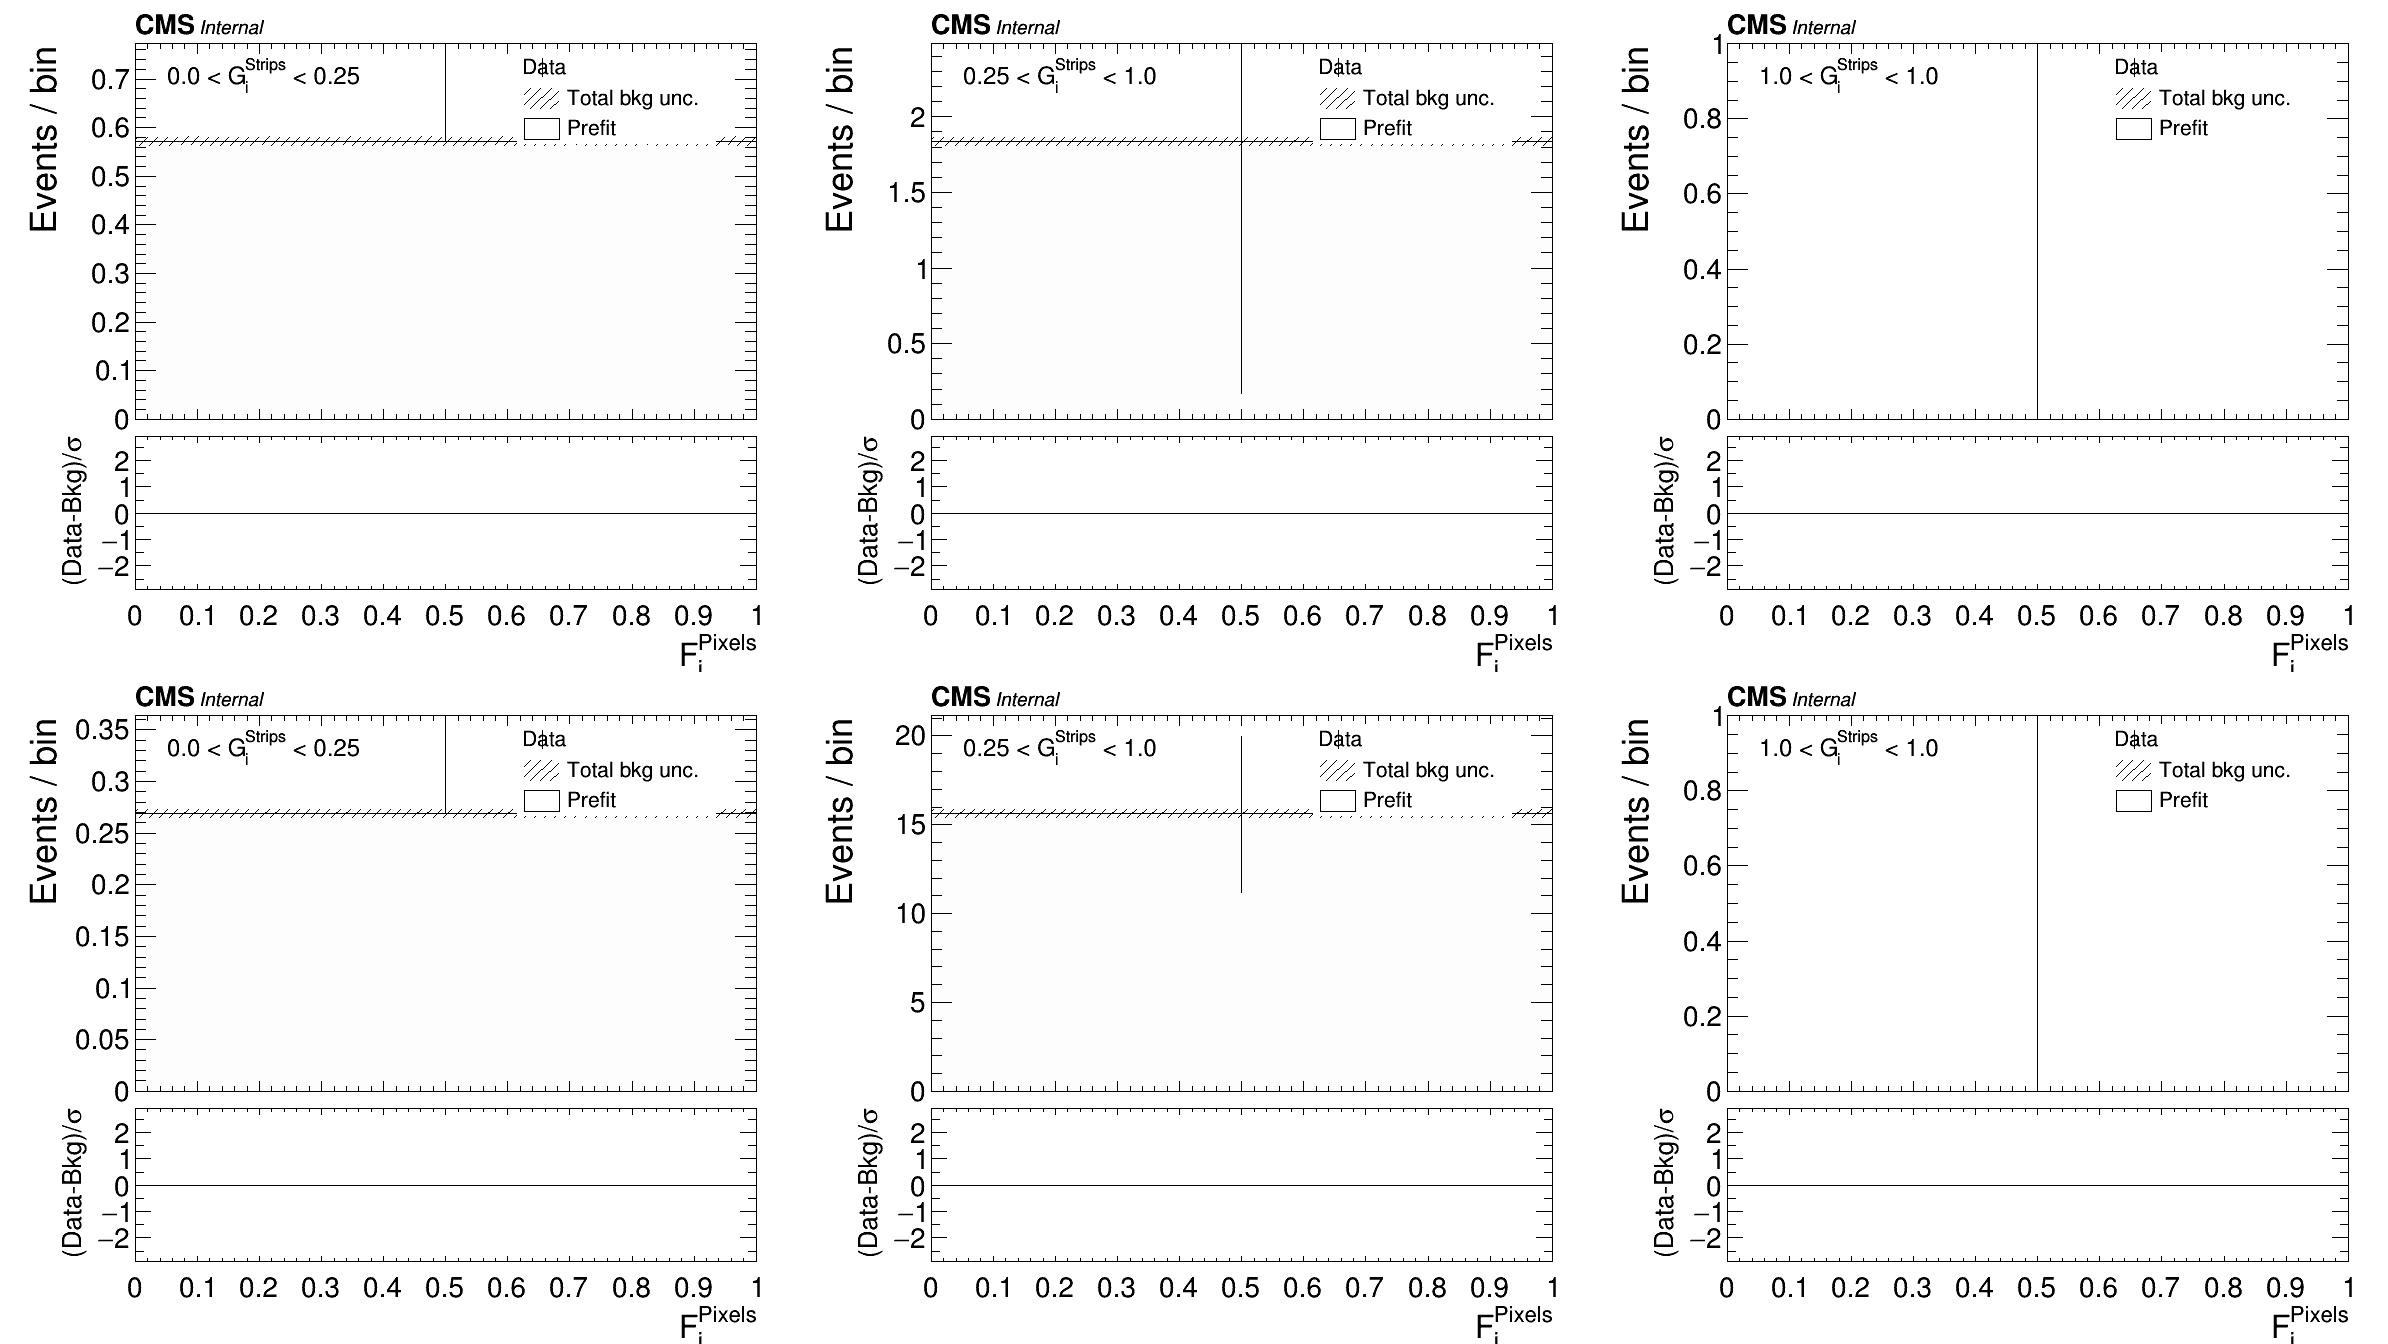 CMS Internal
0.0 < G_i^Strips < 0.25
Data
Total bkg unc.
Prefit
Events / bin
0.7
0.6
0.5
0.4
0.3
0.2
0.1
0
(Data-Bkg)/σ
2
1
0
−1
−2
0 0.1 0.2 0.3 0.4 0.5 0.6 0.7 0.8 0.9 1
F_i^Pixels
CMS Internal
0.25 < G_i^Strips < 1.0
Data
Total bkg unc.
Prefit
Events / bin
2
1.5
1
0.5
0
(Data-Bkg)/σ
2
1
0
−1
−2
0 0.1 0.2 0.3 0.4 0.5 0.6 0.7 0.8 0.9 1
F_i^Pixels
CMS Internal
1.0 < G_i^Strips < 1.0
Data
Total bkg unc.
Prefit
Events / bin
1
0.8
0.6
0.4
0.2
0
(Data-Bkg)/σ
2
1
0
−1
−2
0 0.1 0.2 0.3 0.4 0.5 0.6 0.7 0.8 0.9 1
F_i^Pixels
CMS Internal
0.0 < G_i^Strips < 0.25
Data
Total bkg unc.
Prefit
Events / bin
0.35
0.3
0.25
0.2
0.15
0.1
0.05
0
(Data-Bkg)/σ
2
1
0
−1
−2
0 0.1 0.2 0.3 0.4 0.5 0.6 0.7 0.8 0.9 1
F_i^Pixels
CMS Internal
0.25 < G_i^Strips < 1.0
Data
Total bkg unc.
Prefit
Events / bin
20
15
10
5
0
(Data-Bkg)/σ
2
1
0
−1
−2
0 0.1 0.2 0.3 0.4 0.5 0.6 0.7 0.8 0.9 1
F_i^Pixels
CMS Internal
1.0 < G_i^Strips < 1.0
Data
Total bkg unc.
Prefit
Events / bin
1
0.8
0.6
0.4
0.2
0
(Data-Bkg)/σ
2
1
0
−1
−2
0 0.1 0.2 0.3 0.4 0.5 0.6 0.7 0.8 0.9 1
F_i^Pixels